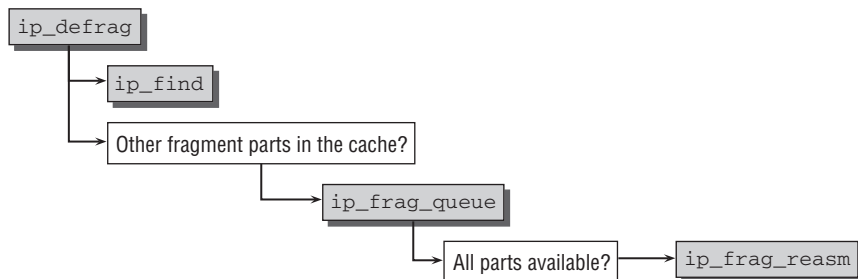 ip_defrag
ip_find
Other fragment parts in the cache?
ip_frag_queue
All parts available?
ip_frag_reasm